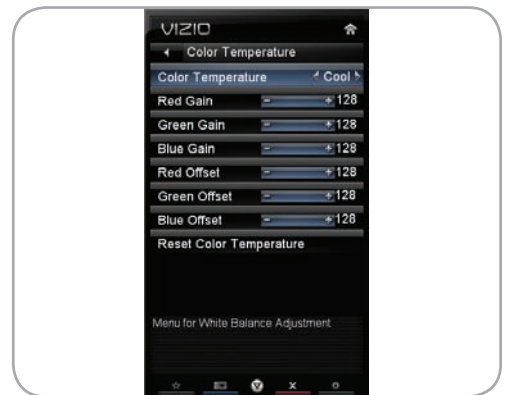 VIZIO
Color Temperature
Color Temperature Cool
Red Gain - + 128
Green Gain - + 128
Blue Gain - + 128
Red Offset - + 128
Green Offset - + 128
Blue Offset - + 128
Reset Color Temperature
Menu for White Balance Adjustment